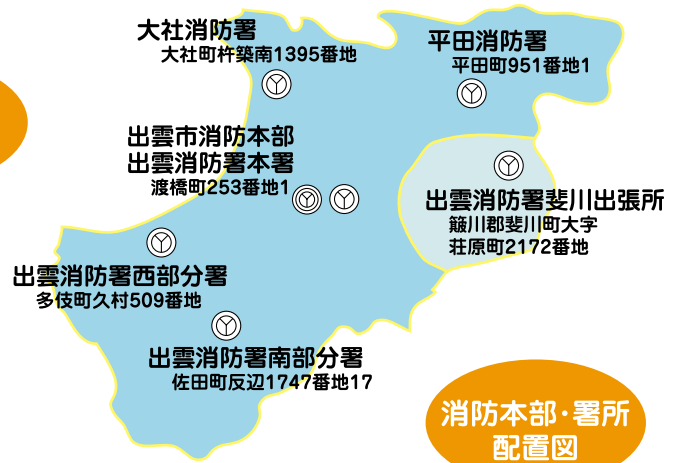 大社消防署
大社町杵築南1395番地
平田消防署
平田町951番地1
出雲市消防本部
出雲消防署本署
渡橋町253番地1
出雲消防署斐川出張所
簸川郡斐川町大字
荘原町2172番地
出雲消防署西部分署
多伎町久村509番地
出雲消防署南部分署
佐田町反辺1747番地17
消防本部・署所
配置図